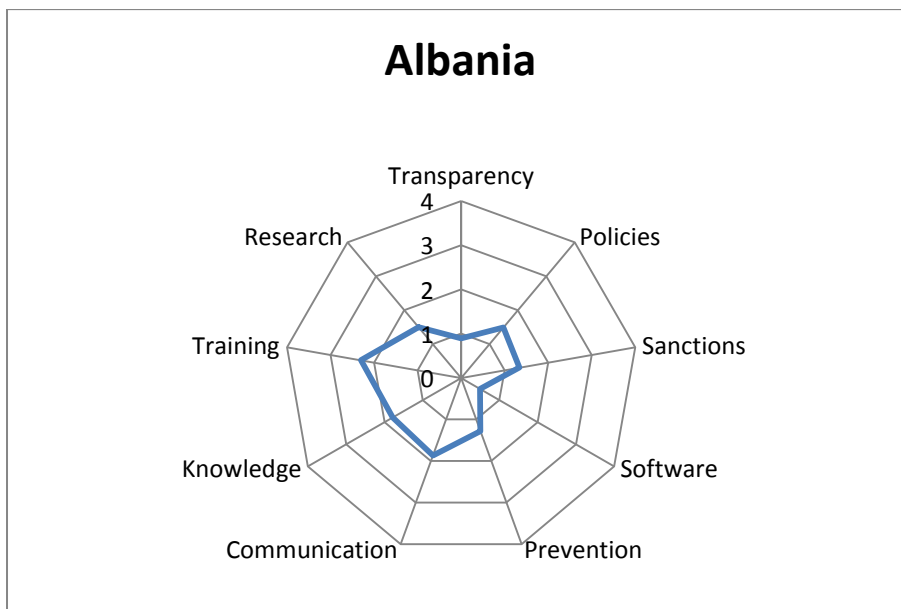 Albania
Transparency
4
Research
Policies
3
2
1
Training
Sanctions
0
Knowledge
Software
Communication
Prevention